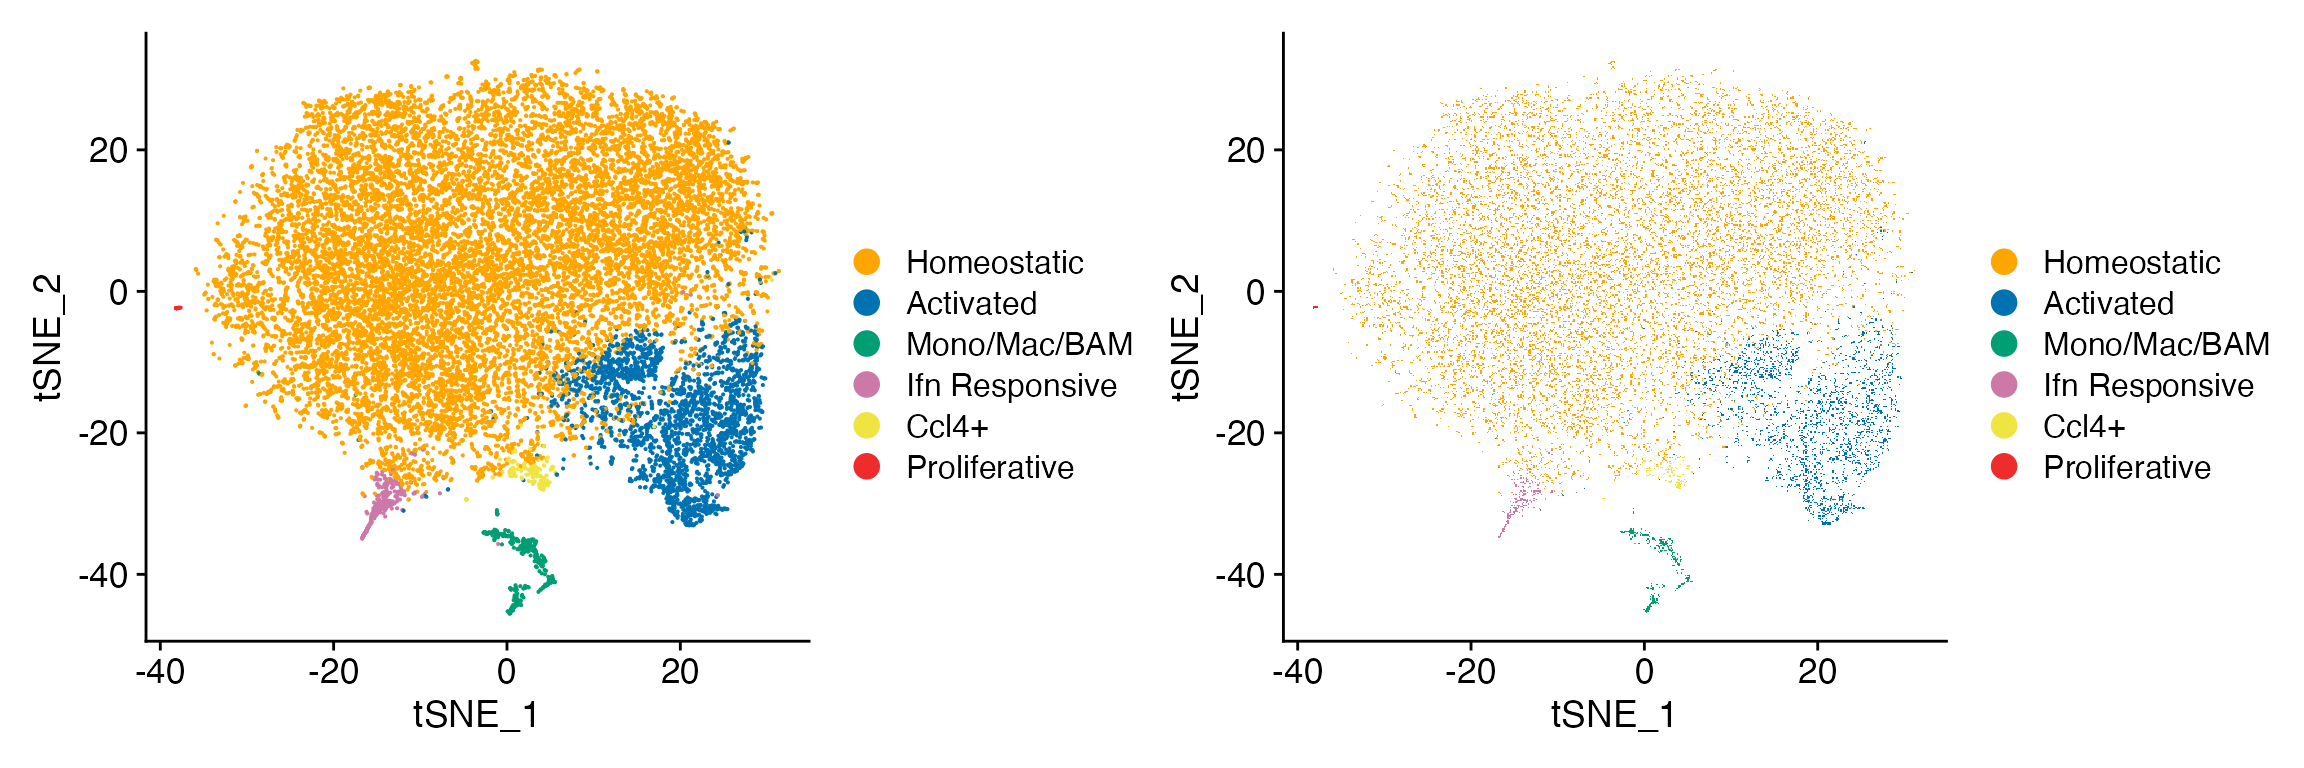 20
0
-20
-40
-40
-20
0
20
tSNE_1
tSNE_2
Homeostatic
Activated
Mono/Mac/BAM
Ifn Responsive
Ccl4+
Proliferative
20
0
-20
-40
-40
-20
0
20
tSNE_1
tSNE_2
Homeostatic
Activated
Mono/Mac/BAM
Ifn Responsive
Ccl4+
Proliferative